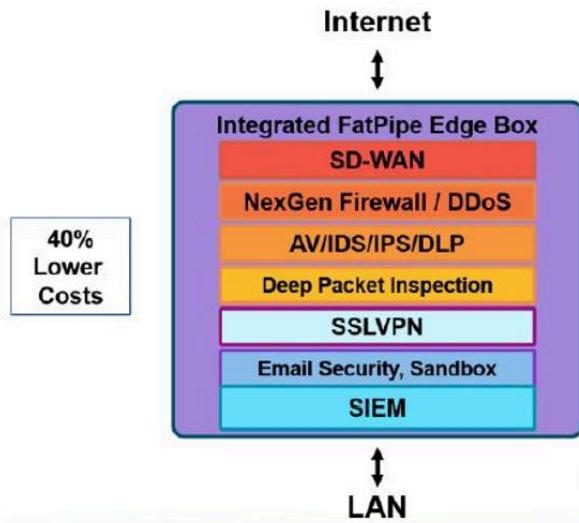 Internet
Integrated FatPipe Edge Box
SD-WAN
NexGen Firewall / DDoS
AV/IDS/IPS/DLP
Deep Packet Inspection
SSLVPN
Email Security, Sandbox
SIEM
LAN
40%
Lower
Costs